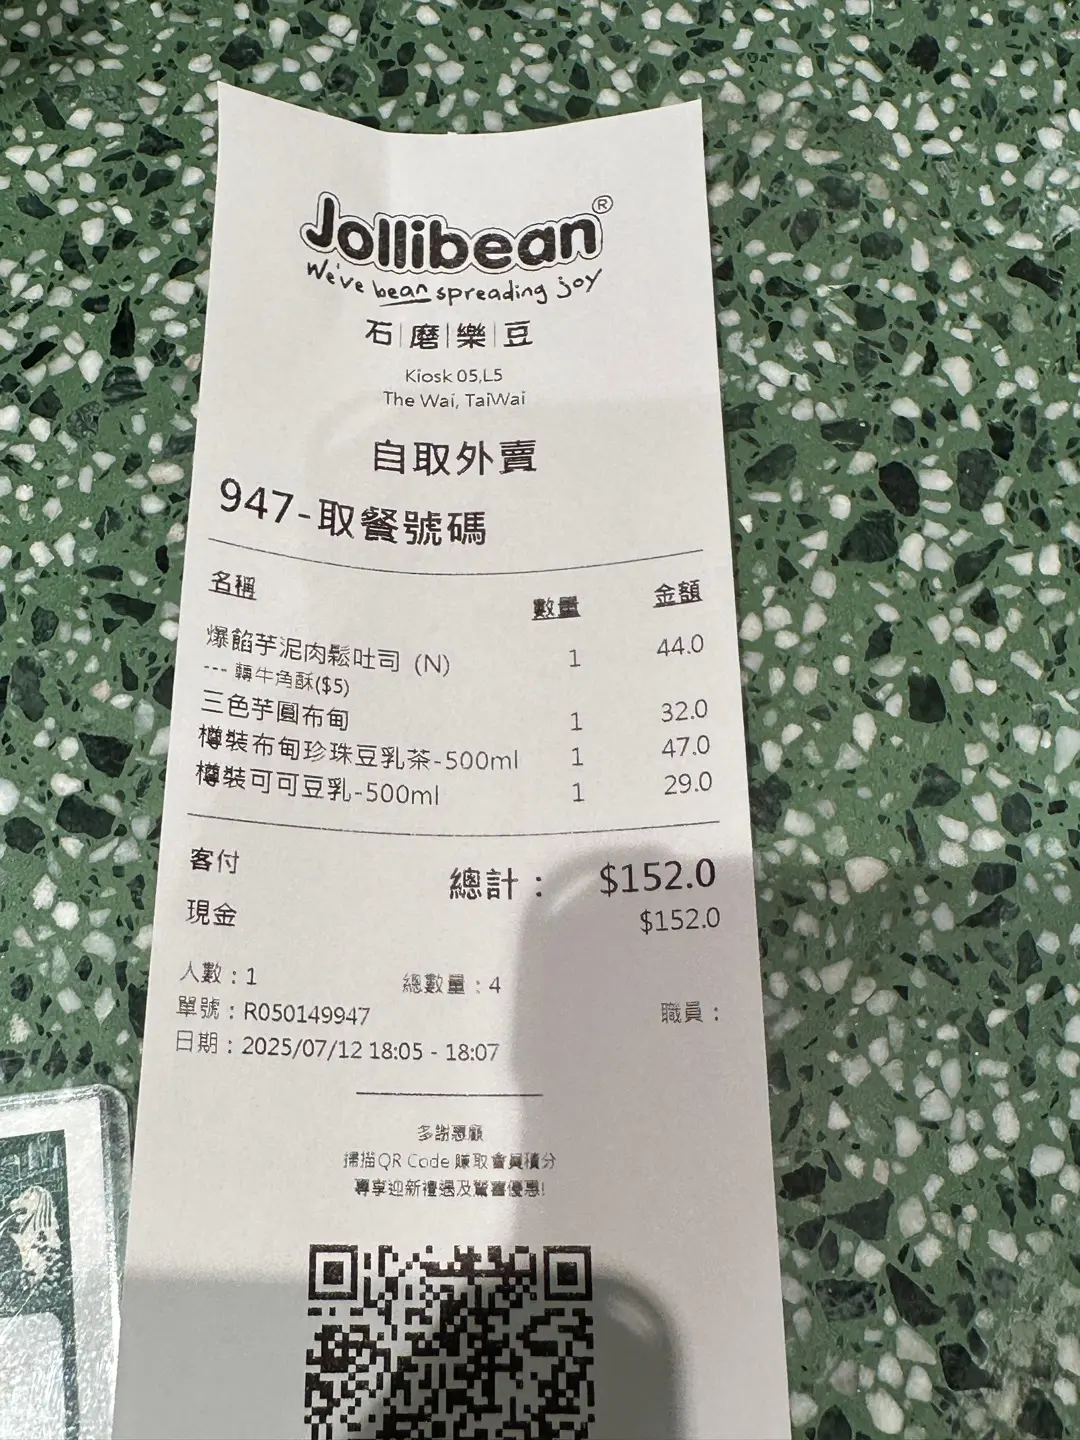 Jollibean®
We've bean spreading joy
石|磨|樂|豆
Kiosk 05,L5
The Wai, TaiWai
自取外賣
947-取餐號碼
名稱 數量 金額
爆餡芋泥肉鬆吐司 (N) 1 44.0
--- 轉牛角酥($5)
三色芋圓布甸 1 32.0
樽裝布甸珍珠豆乳茶-500ml 1 47.0
樽裝可可豆乳-500ml 1 29.0
客付 總計： $152.0
現金 $152.0
人數：1 總數量：4
單號：R050149947 職員：
日期：2025/07/12 18:05 - 18:07
多謝惠顧
掃描QR Code 賺取會員積分
專享迎新禮遇及驚喜優惠!